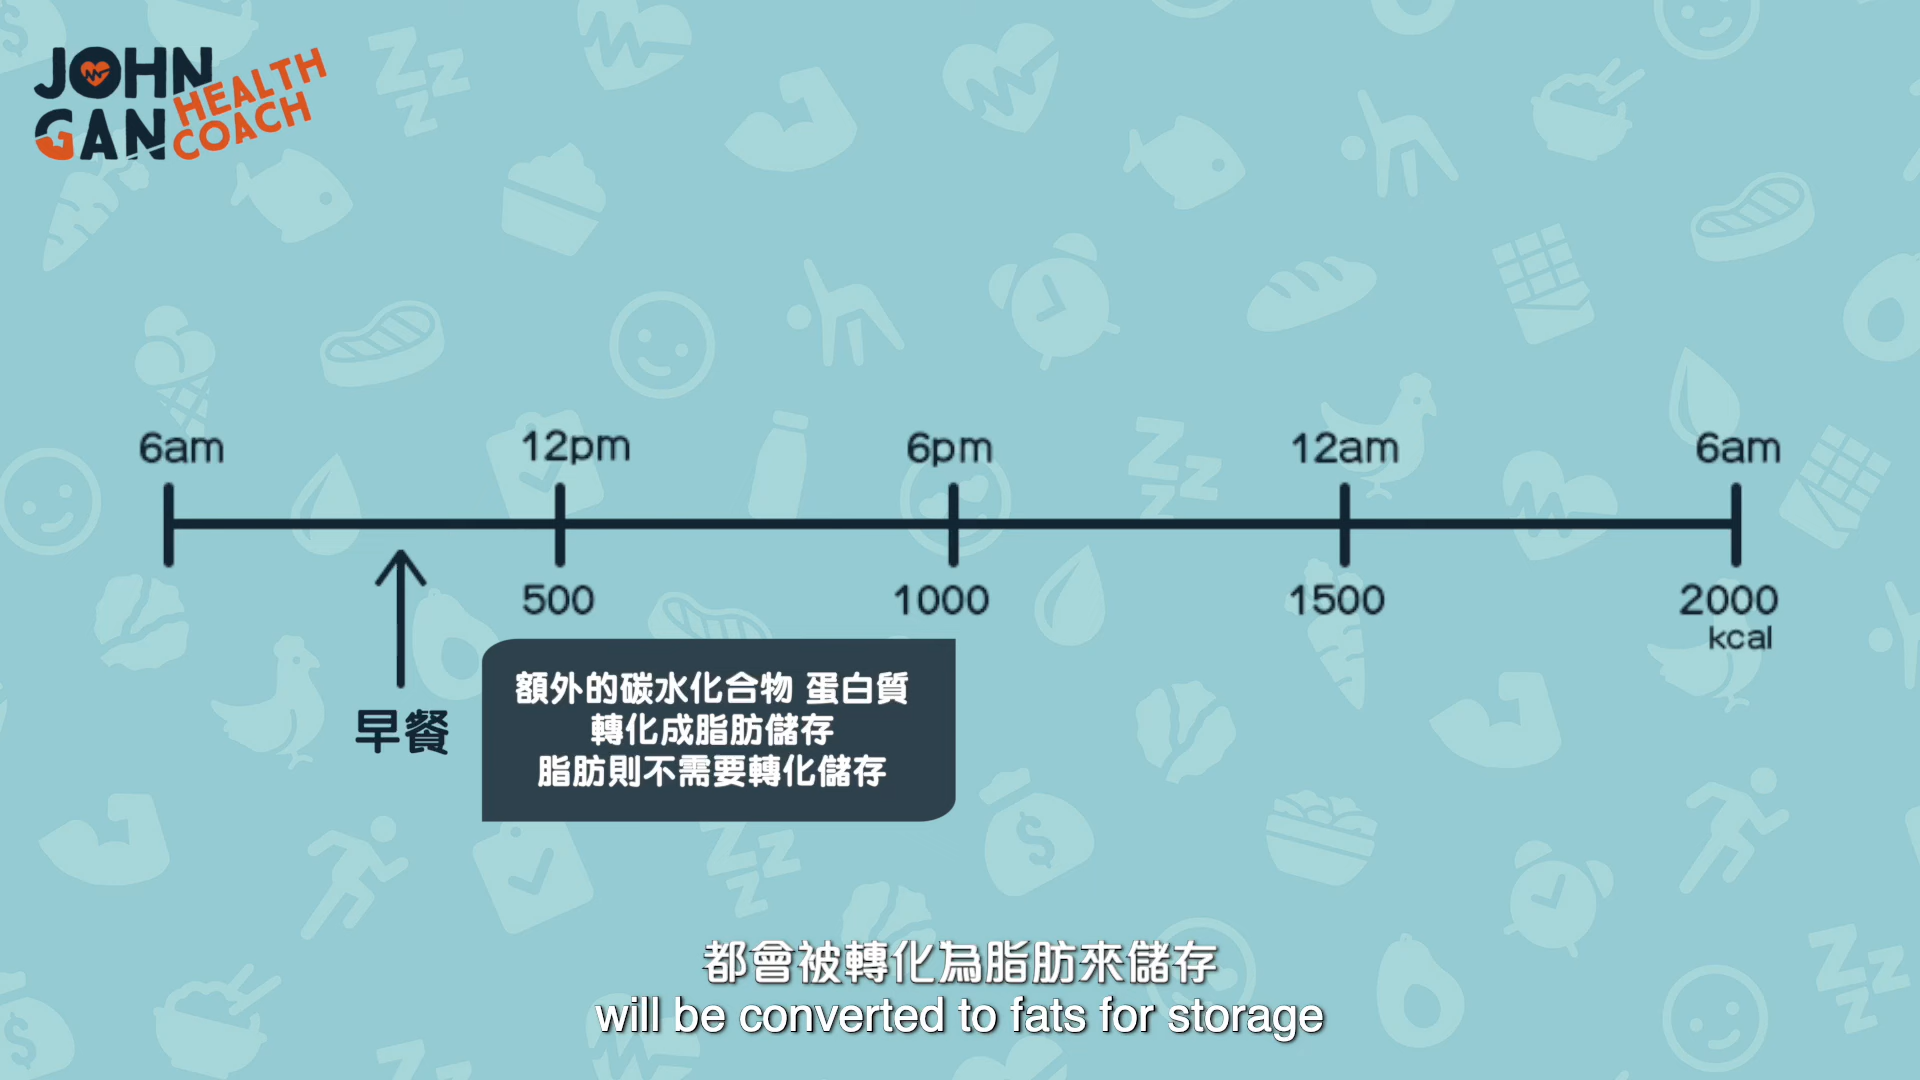 JOHN
GAN
HEALTH
COACH
6am
12pm
6pm
12am
6am
500
1000
1500
2000
kcal
早餐
額外的碳水化合物 蛋白質
轉化成脂肪儲存
脂肪則不需要轉化儲存
都會被轉化為脂肪來儲存
will be converted to fats for storage